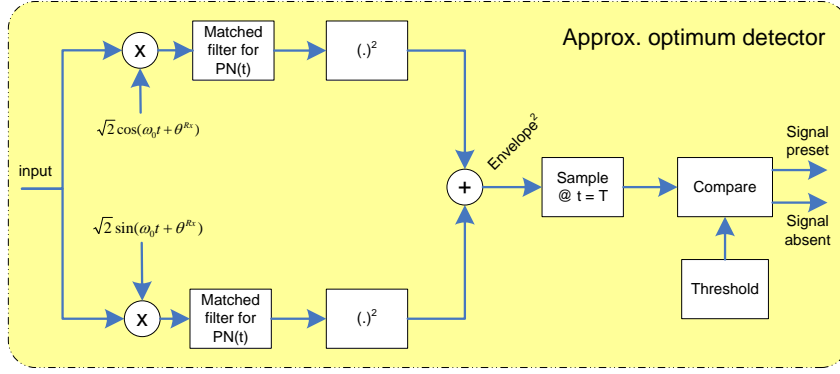 Approx. optimum detector
X
Matched
filter for
PN(t)
(.)²
√2 cos(ω₀t + θᴿˣ)
input
Envelope²
+
Sample
@ t = T
Compare
Signal
preset
Signal
absent
Threshold
√2 sin(ω₀t + θᴿˣ)
X
Matched
filter for
PN(t)
(.)²